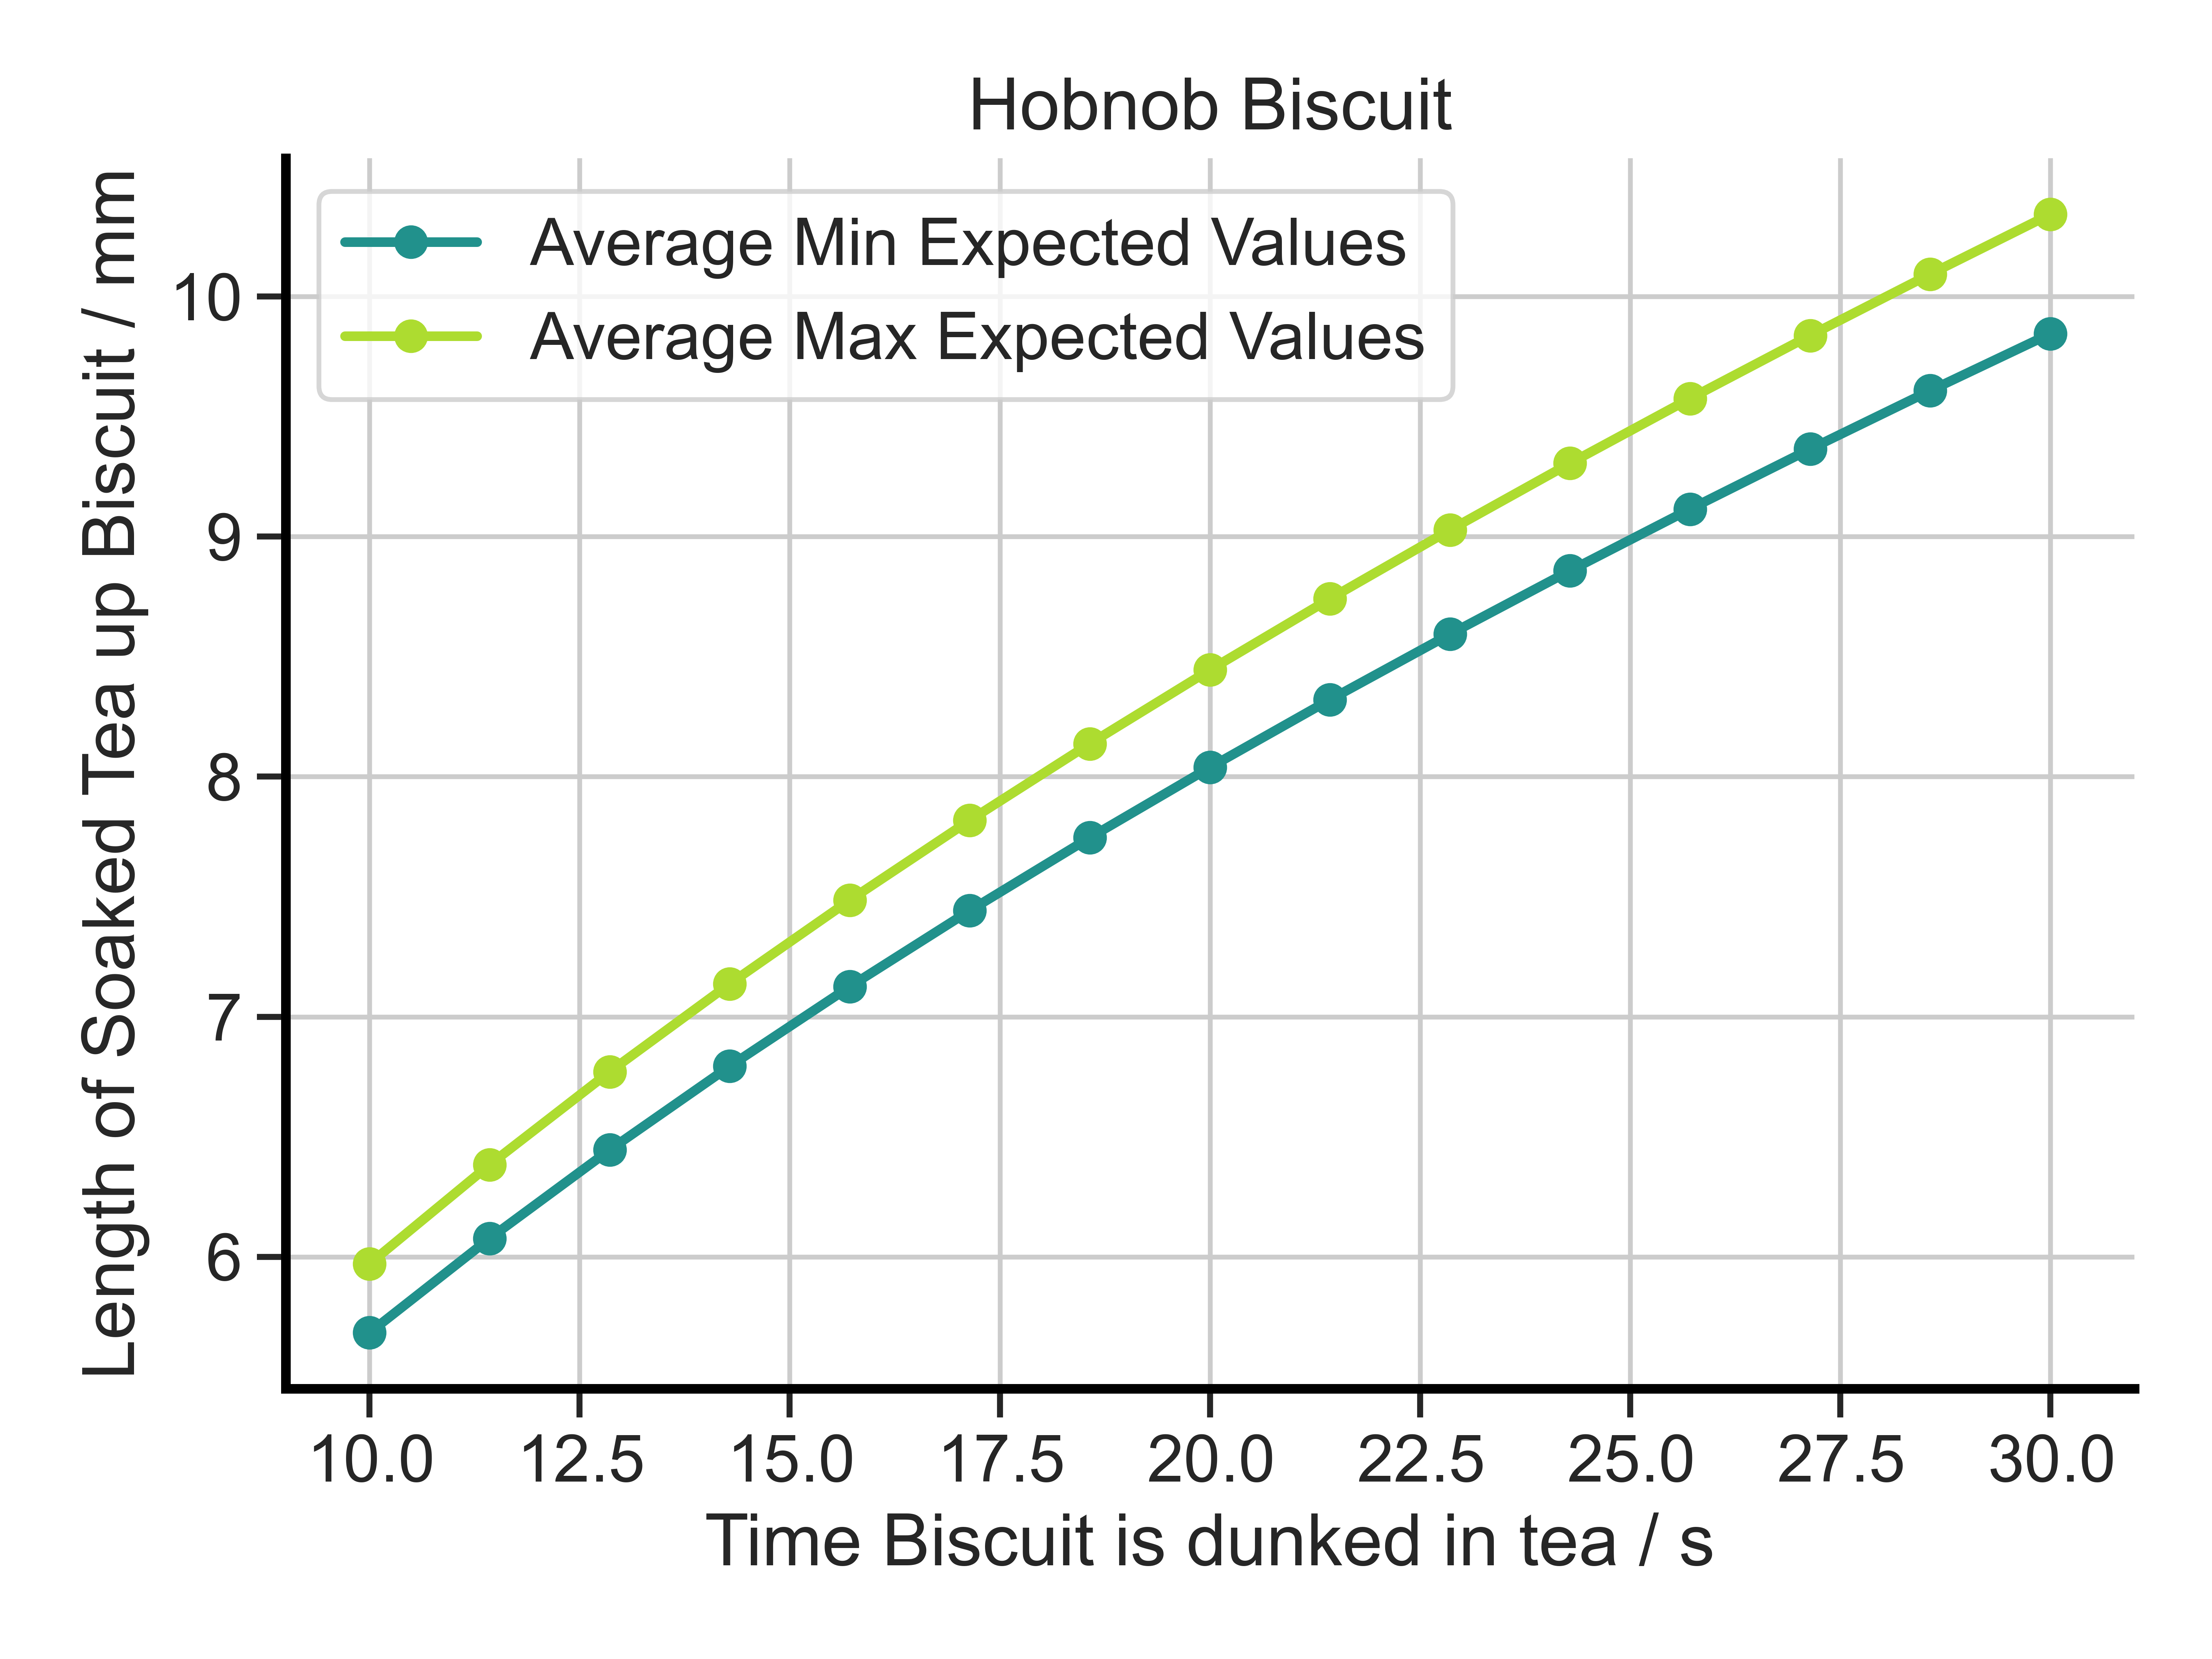 Hobnob Biscuit
Average Min Expected Values
Average Max Expected Values
Length of Soaked Tea up Biscuit / mm
10
9
8
7
6
10.0 12.5 15.0 17.5 20.0 22.5 25.0 27.5 30.0
Time Biscuit is dunked in tea / s